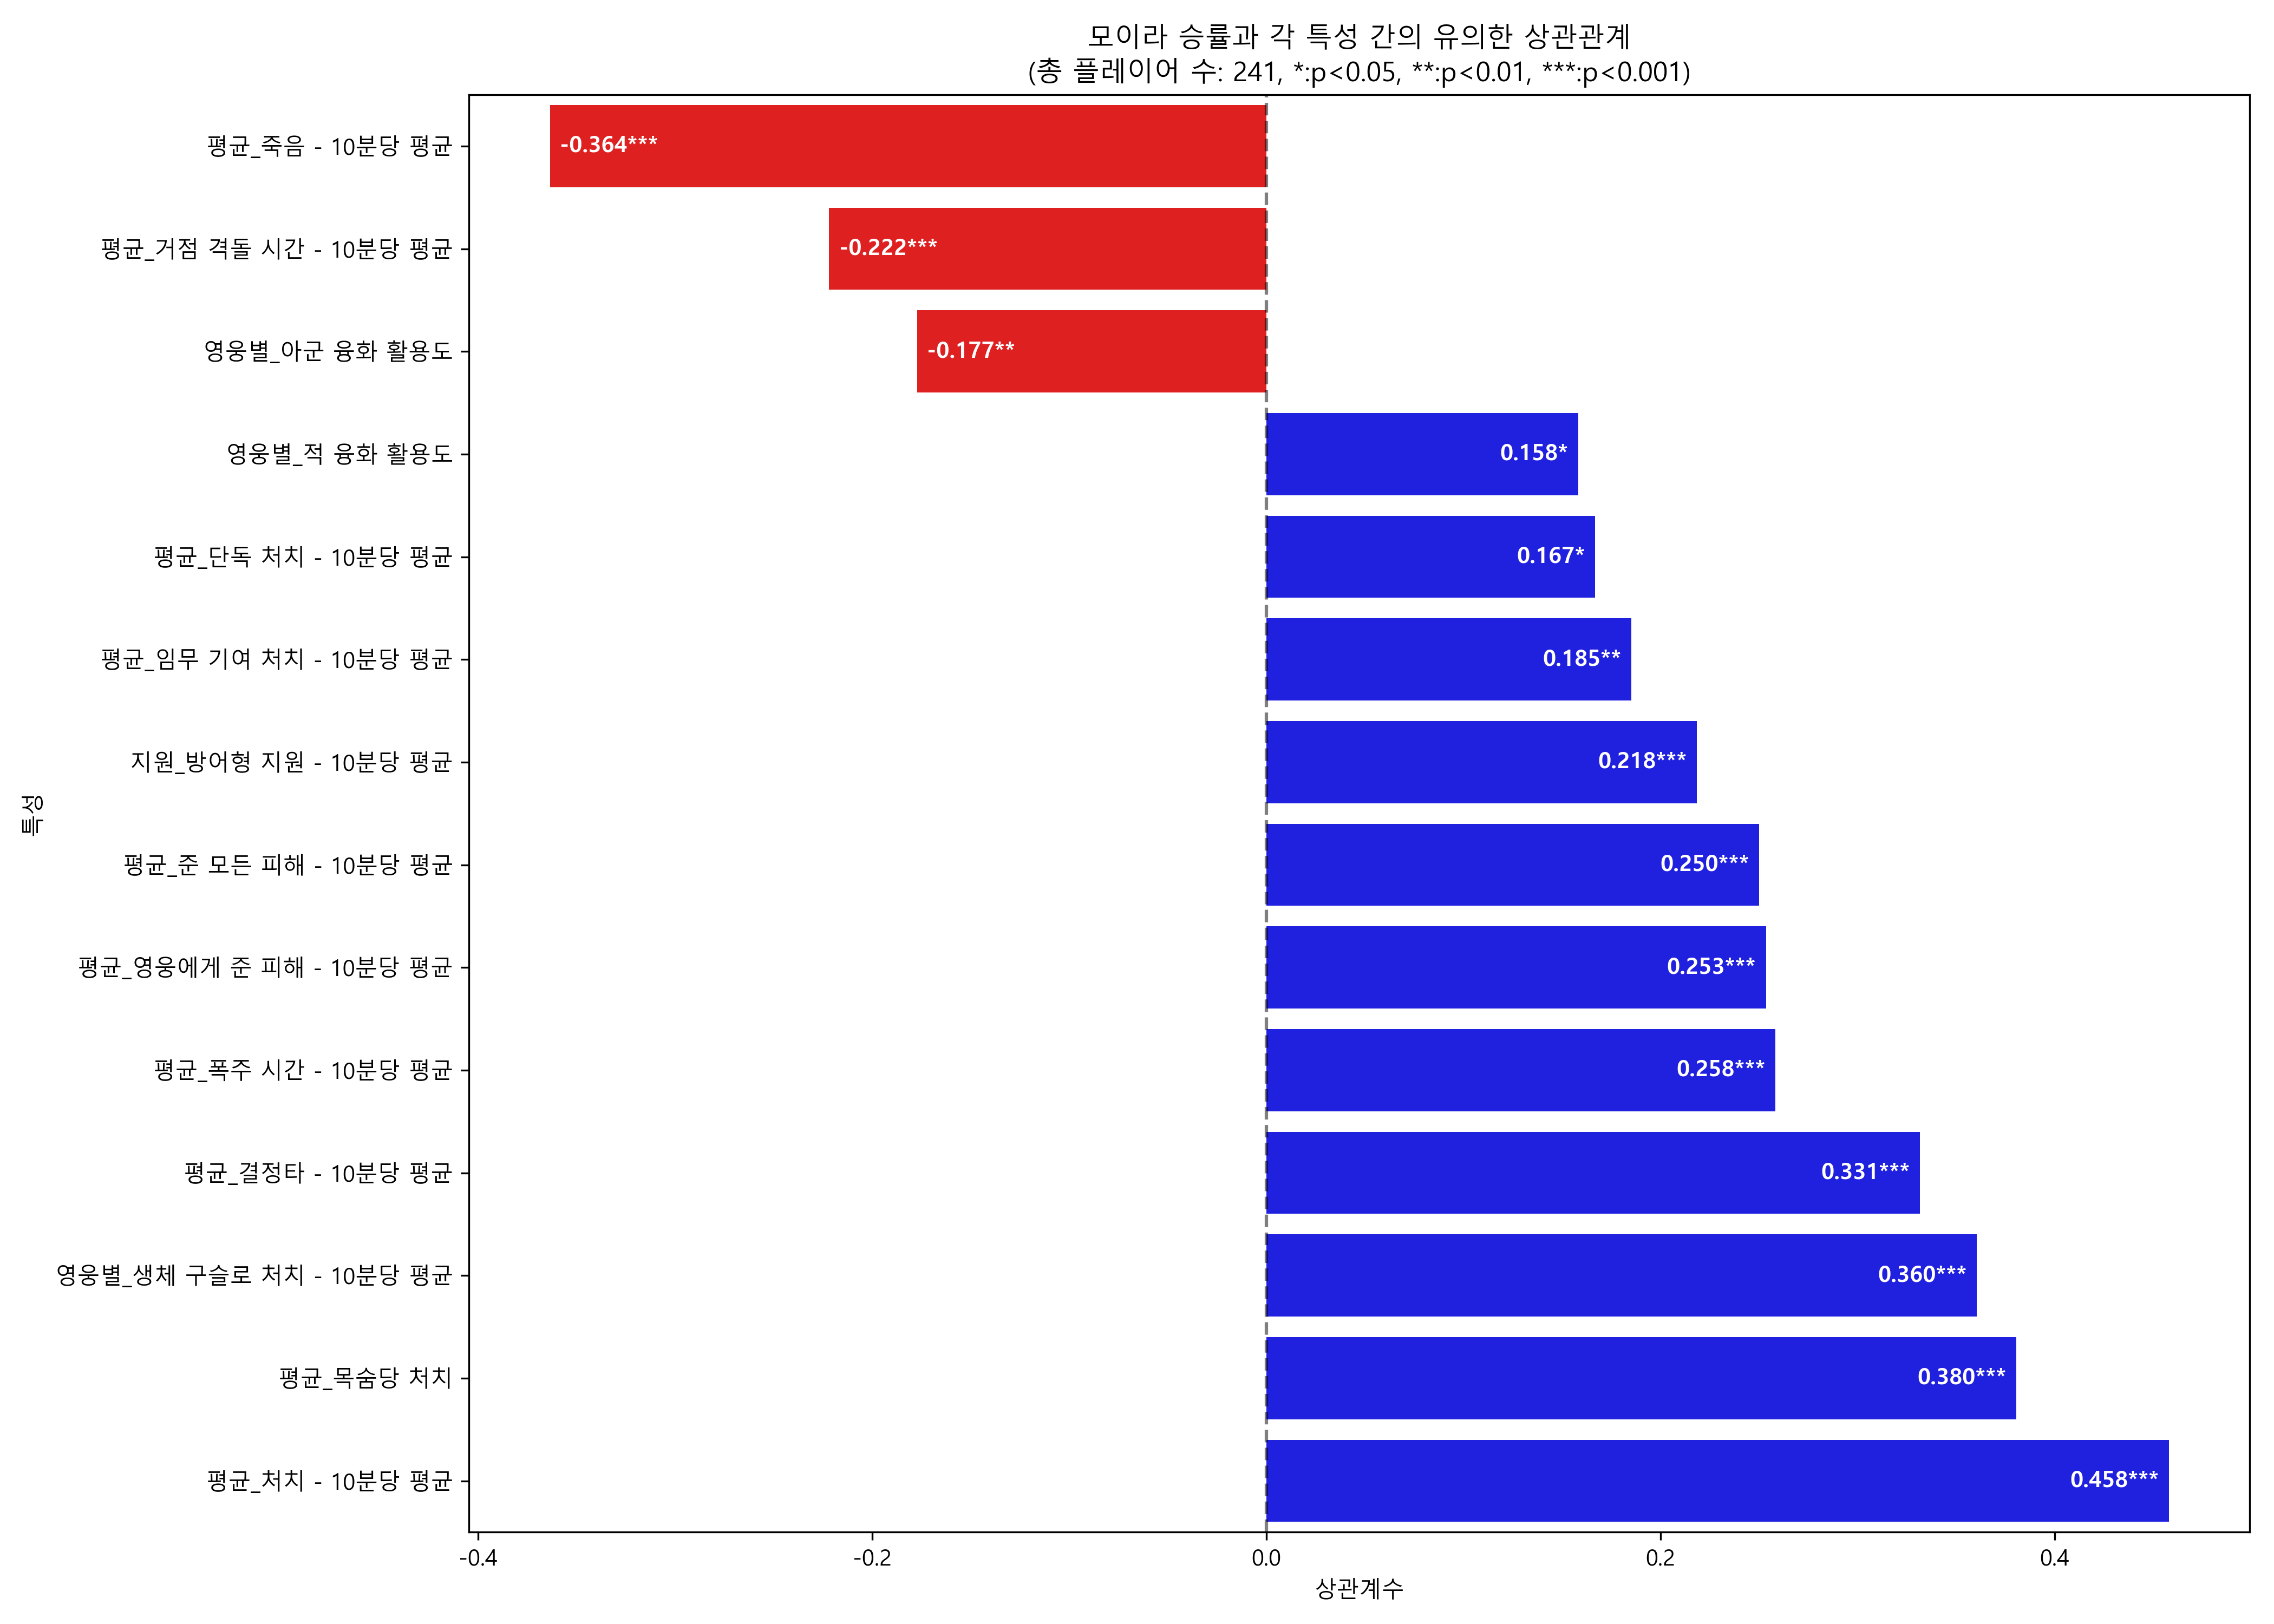 모이라 승률과 각 특성 간의 유의한 상관관계
(총 플레이어 수: 241, *:p<0.05, **:p<0.01, ***:p<0.001)
특성
평균_죽음 - 10분당 평균
-0.364***
평균_거점 격돌 시간 - 10분당 평균
-0.222***
영웅별_아군 융화 활용도
-0.177**
영웅별_적 융화 활용도
0.158*
평균_단독 처치 - 10분당 평균
0.167*
평균_임무 기여 처치 - 10분당 평균
0.185**
지원_방어형 지원 - 10분당 평균
0.218***
평균_준 모든 피해 - 10분당 평균
0.250***
평균_영웅에게 준 피해 - 10분당 평균
0.253***
평균_폭주 시간 - 10분당 평균
0.258***
평균_결정타 - 10분당 평균
0.331***
영웅별_생체 구슬로 처치 - 10분당 평균
0.360***
평균_목숨당 처치
0.380***
평균_처치 - 10분당 평균
0.458***
-0.4 -0.2 0.0 0.2 0.4
상관계수